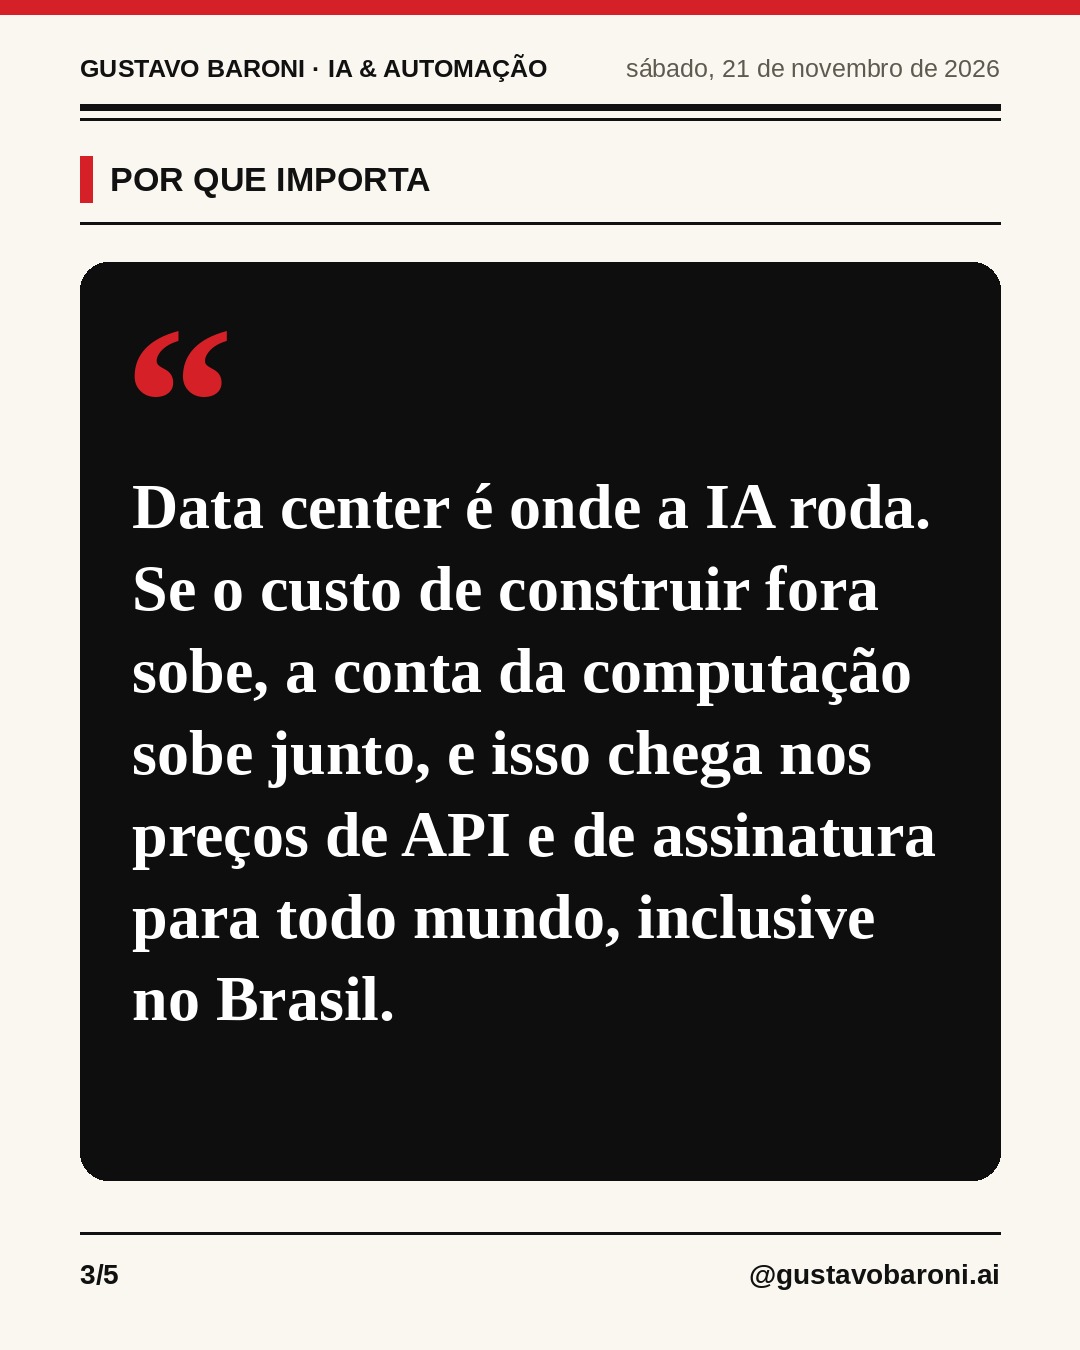 GUSTAVO BARONI · IA & AUTOMAÇÃO
sábado, 21 de novembro de 2026
POR QUE IMPORTA
“
Data center é onde a IA roda.
Se o custo de construir fora
sobe, a conta da computação
sobe junto, e isso chega nos
preços de API e de assinatura
para todo mundo, inclusive
no Brasil.
3/5
@gustavobaroni.ai